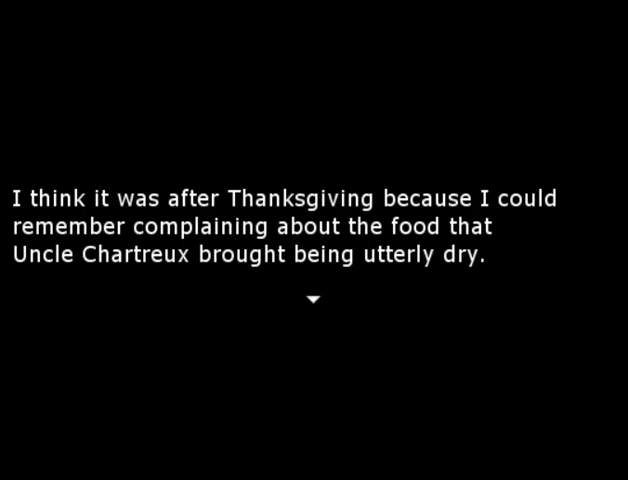 I think it was after Thanksgiving because I could
remember complaining about the food that
Uncle Chartreux brought being utterly dry.